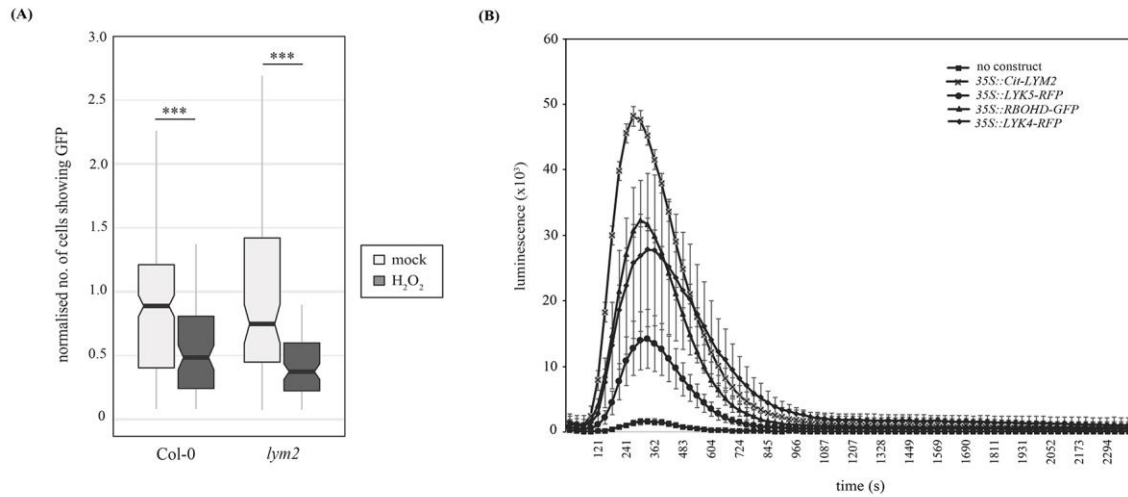 (A)
normalised no. of cells showing GFP
3.0
2.5
2.0
1.5
1.0
0.5
0
***
***
Col-0
lym2
mock
H₂O₂
(B)
luminescence (x10³)
60
50
40
30
20
10
0
no construct
35S::Cit-LYM2
35S::LYK5-RFP
35S::RBOHD-GFP
35S::LYK4-RFP
121 241 362 483 604 724 845 966 1087 1207 1328 1449 1569 1690 1811 1931 2052 2173 2294
time (s)